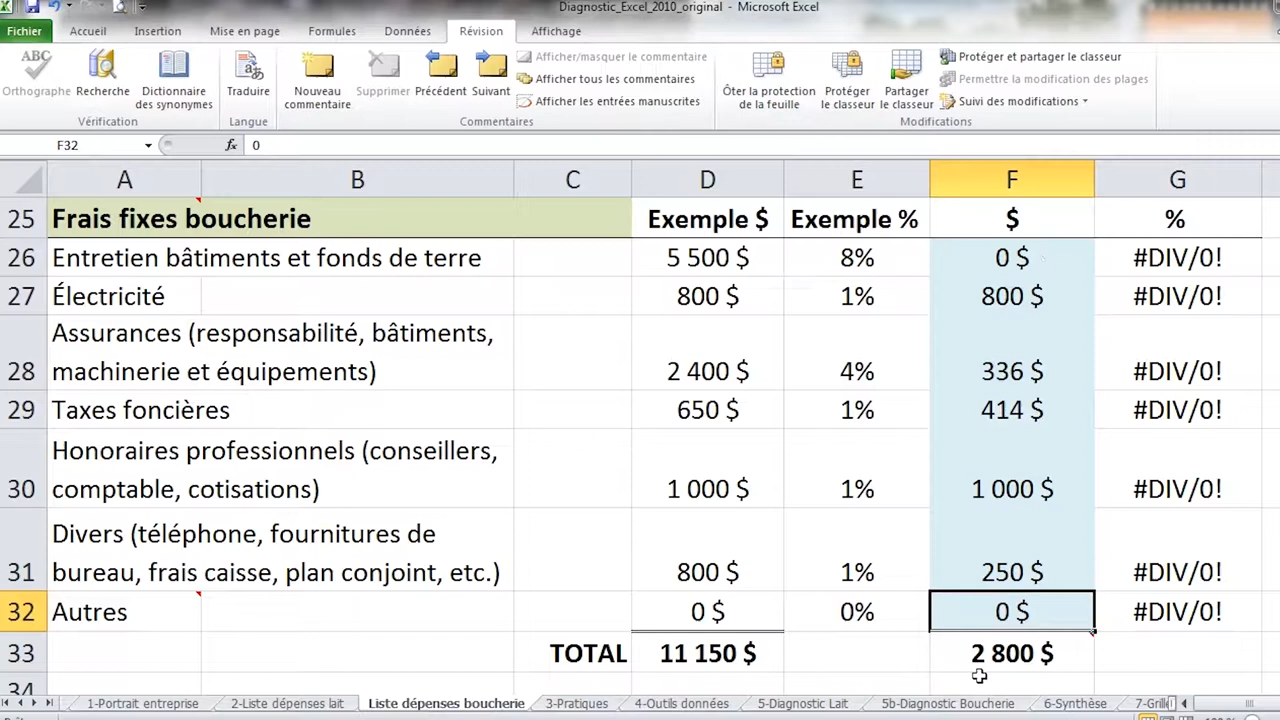 Diagnostic_Excel_2010_original - Microsoft Excel
Fichier Accueil Insertion Mise en page Formules Données Révision Affichage
ABC Orthographe
Recherche
Dictionnaire des synonymes
Vérification
Traduire
Langue
Nouveau commentaire
Supprimer
Précédent
Suivant
Afficher/masquer le commentaire
Afficher tous les commentaires
Afficher les entrées manuscrites
Commentaires
Ôter la protection de la feuille
Protéger le classeur
Partager le classeur
Protéger et partager le classeur
Permettre la modification des plages
Suivi des modifications
Modifications
F32 fx 0
A B C D E F G
25 Frais fixes boucherie Exemple $ Exemple % $ %
26 Entretien bâtiments et fonds de terre 5 500 $ 8% 0 $ #DIV/0!
27 Électricité 800 $ 1% 800 $ #DIV/0!
Assurances (responsabilité, bâtiments,
28 machinerie et équipements) 2 400 $ 4% 336 $ #DIV/0!
29 Taxes foncières 650 $ 1% 414 $ #DIV/0!
Honoraires professionnels (conseillers,
30 comptable, cotisations) 1 000 $ 1% 1 000 $ #DIV/0!
Divers (téléphone, fournitures de
31 bureau, frais caisse, plan conjoint, etc.) 800 $ 1% 250 $ #DIV/0!
32 Autres 0 $ 0% 0 $ #DIV/0!
33 TOTAL 11 150 $ 2 800 $
34
1-Portrait entreprise 2-Liste dépenses lait Liste dépenses boucherie 3-Pratiques 4-Outils données 5-Diagnostic Lait 5b-Diagnostic Boucherie 6-Synthèse 7-Grill